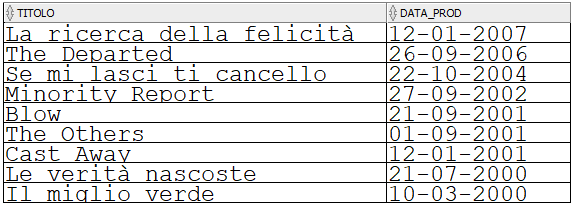 TITOLO DATA_PROD
La ricerca della felicità 12-01-2007
The Departed 26-09-2006
Se mi lasci ti cancello 22-10-2004
Minority Report 27-09-2002
Blow 21-09-2001
The Others 01-09-2001
Cast Away 12-01-2001
Le verità nascoste 21-07-2000
Il miglio verde 10-03-2000